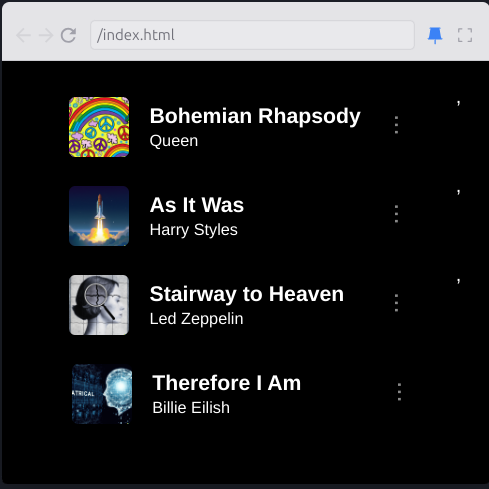 /index.html
Bohemian Rhapsody
Queen
,
As It Was
Harry Styles
,
Stairway to Heaven
Led Zeppelin
,
ATRICAL
Therefore I Am
Billie Eilish